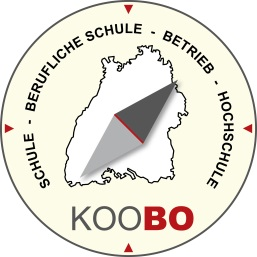 SCHULE - BERUFLICHE SCHULE - BETRIEB - HOCHSCHULE
KOOBO